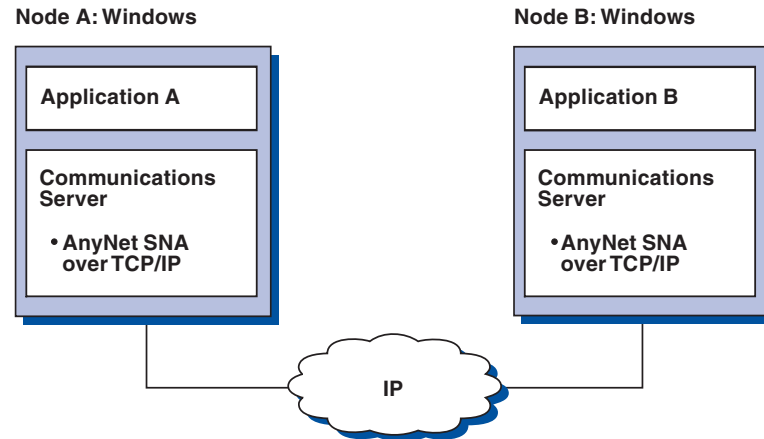 Node A: Windows
Application A
Communications
Server
• AnyNet SNA
over TCP/IP
Node B: Windows
Application B
Communications
Server
• AnyNet SNA
over TCP/IP
IP